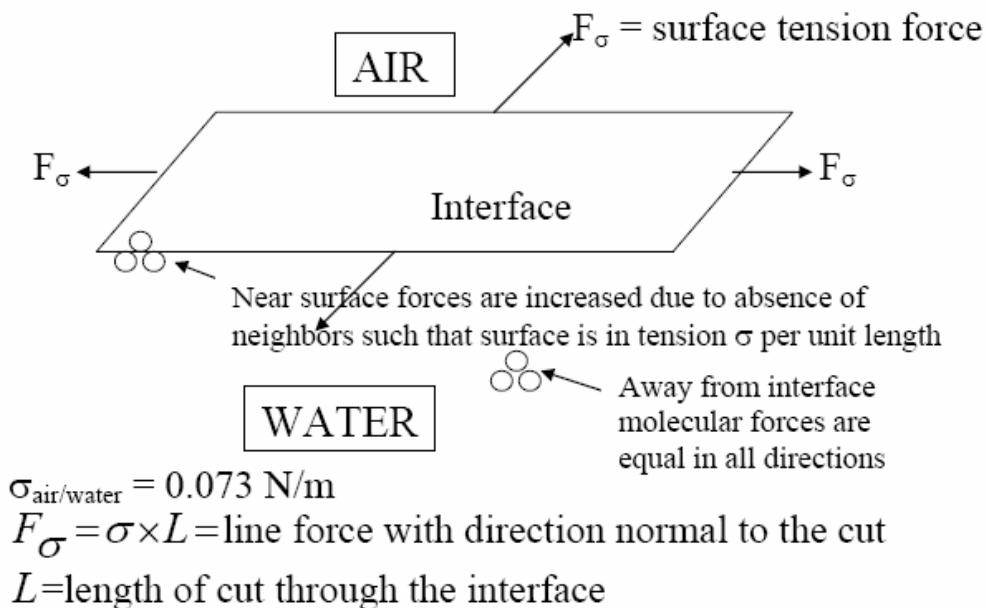 F_σ = surface tension force
AIR
F_σ
F_σ
Interface
Near surface forces are increased due to absence of
neighbors such that surface is in tension σ per unit length
Away from interface
molecular forces are
equal in all directions
WATER
σ_air/water = 0.073 N/m
F_σ = σ × L = line force with direction normal to the cut
L=length of cut through the interface